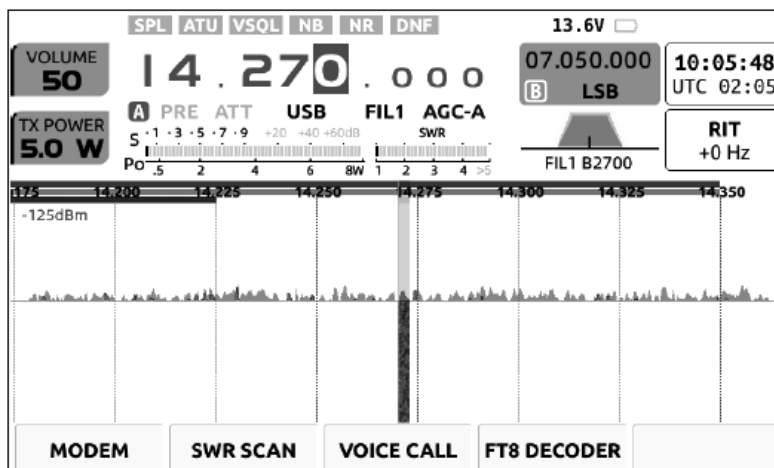 SPL ATU VSQL NB NR DNF 13.6V
VOLUME
50
14.270.000
07.050.000
B LSB
10:05:48
UTC 02:05
A PRE ATT USB FIL1 AGC-A
TX POWER
5.0 W
S ·1 ·3 ·5 ·7 ·9 +20 +40 +60dB SWR
Po .5 2 4 6 8W 1 2 3 4 >5
FIL1 B2700
RIT
+0 Hz
175 14.200 14.225 14.250 14.275 14.300 14.325 14.350
-125dBm
MODEM SWR SCAN VOICE CALL FT8 DECODER